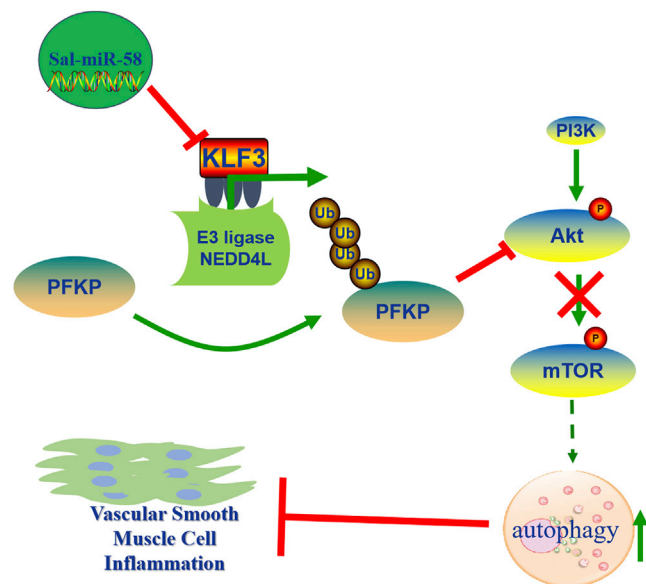 Sal-miR-58
KLF3
E3 ligase
NEDD4L
PFKP
Ub
Ub
Ub
Ub
PFKP
PI3K
P
Akt
P
mTOR
autophagy
Vascular Smooth
Muscle Cell
Inflammation